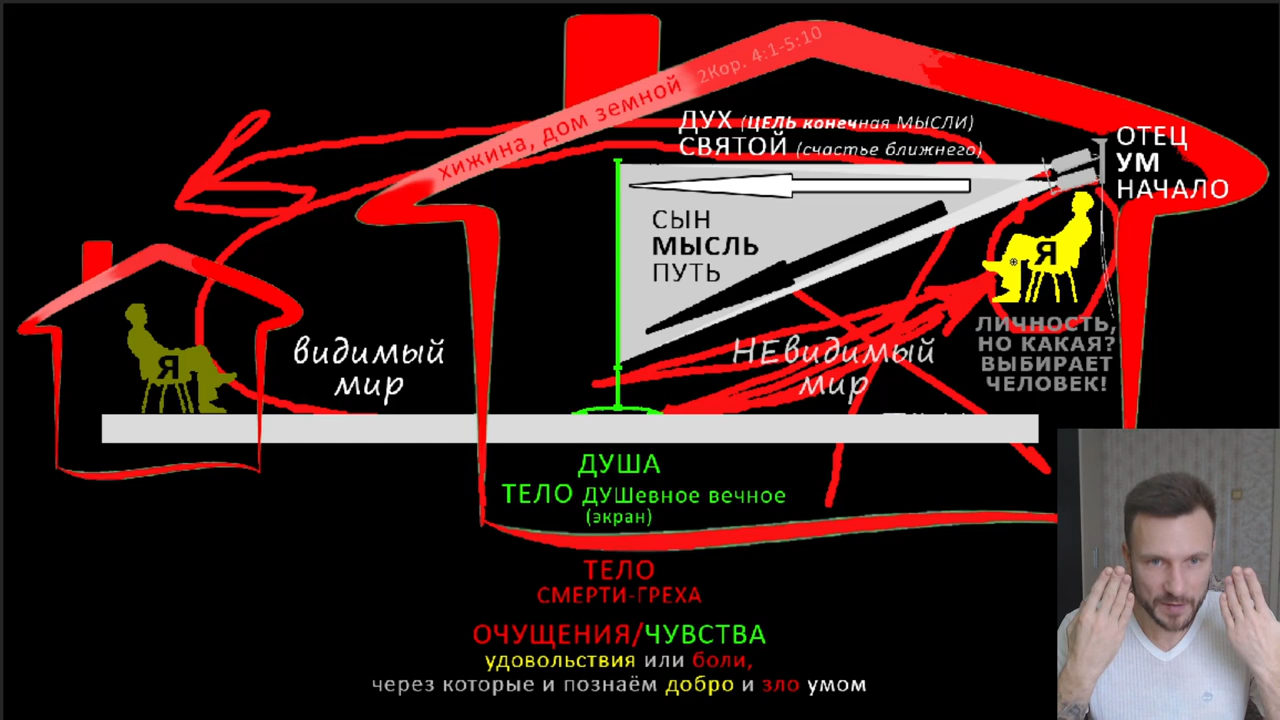 хижина, дом земной 2Кор. 4:1-5:10
ДУХ (ЦЕЛЬ конечная МЫСЛИ)
СВЯТОЙ (счастье ближнего)
ОТЕЦ
УМ
НАЧАЛО
СЫН
МЫСЛЬ
ПУТЬ
Я
ЛИЧНОСТЬ,
НО КАКАЯ?
ВЫБИРАЕТ
ЧЕЛОВЕК!
Я
видимый
мир
НЕвидимый
мир
ДУША
ТЕЛО ДУШевное вечное
(экран)
ТЕЛО
СМЕРТИ-ГРЕХА
ОЧУЩЕНИЯ/ЧУВСТВА
удовольствия или боли,
через которые и познаём добро и зло умом